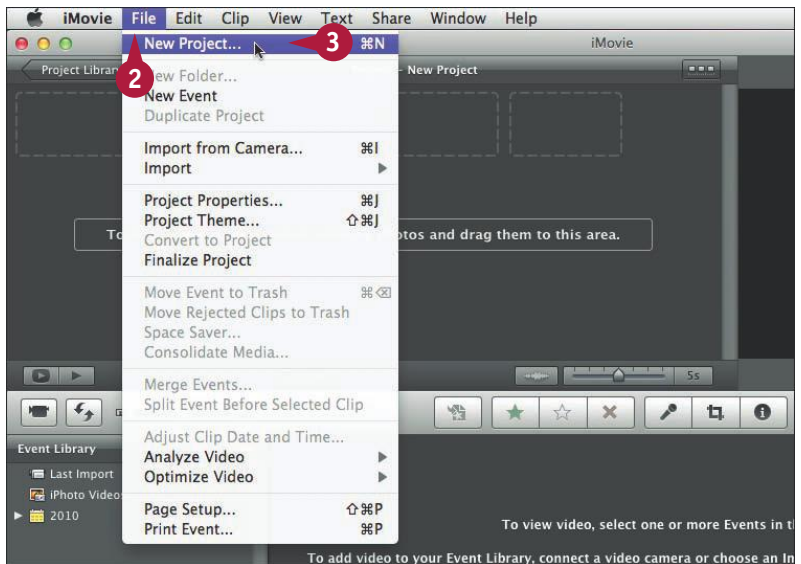 iMovie File Edit Clip View Text Share Window Help
iMovie
New Project... ⌘N
3
2
Project Librar
New Project
ew Folder...
New Event
Duplicate Project
Import from Camera... ⌘I
Import
Project Properties... ⌘J
Project Theme... ⇧⌘J
Convert to Project
Finalize Project
To
otos and drag them to this area.
Move Event to Trash ⌘⌫
Move Rejected Clips to Trash
Space Saver...
Consolidate Media...
5s
Merge Events...
Split Event Before Selected Clip
Adjust Clip Date and Time...
Analyze Video
Optimize Video
Page Setup... ⇧⌘P
Print Event... ⌘P
Event Library
Last Import
iPhoto Videos
2010
To view video, select one or more Events in t
To add video to your Event Library, connect a video camera or choose an Im